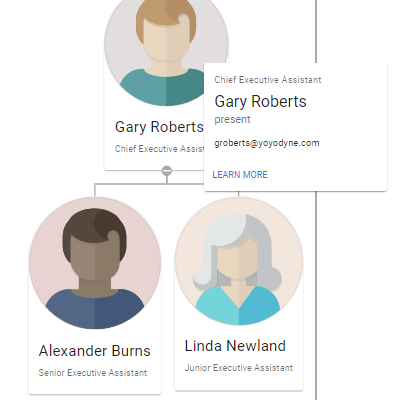 Gary Roberts
Chief Executive Assist
Chief Executive Assistant
Gary Roberts
present
groberts@yoyodyne.com
LEARN MORE
Alexander Burns
Senior Executive Assistant
Linda Newland
Junior Executive Assistant